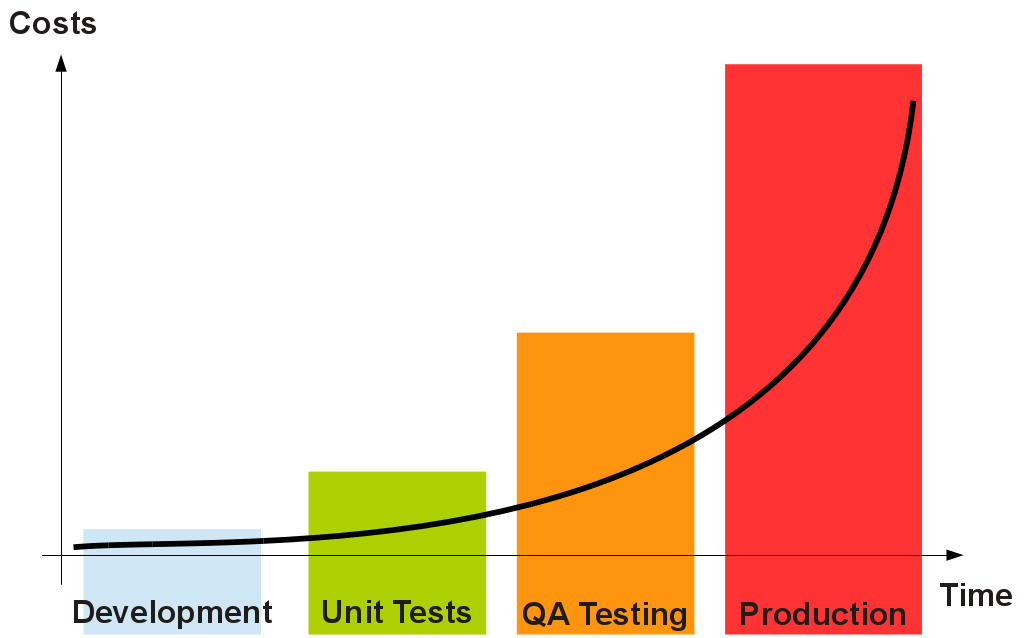 Costs
Time
Development
Unit Tests
QA Testing
Production